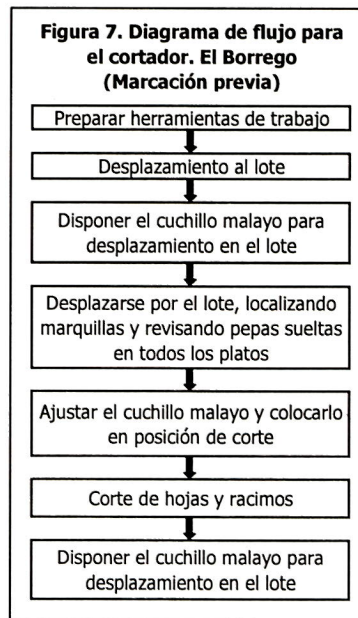 Figura 7. Diagrama de flujo para
el cortador. El Borrego
(Marcación previa)
Preparar herramientas de trabajo
Desplazamiento al lote
Disponer el cuchillo malayo para
desplazamiento en el lote
Desplazarse por el lote, localizando
marquillas y revisando pepas sueltas
en todos los platos
Ajustar el cuchillo malayo y colocarlo
en posición de corte
Corte de hojas y racimos
Disponer el cuchillo malayo para
desplazamiento en el lote